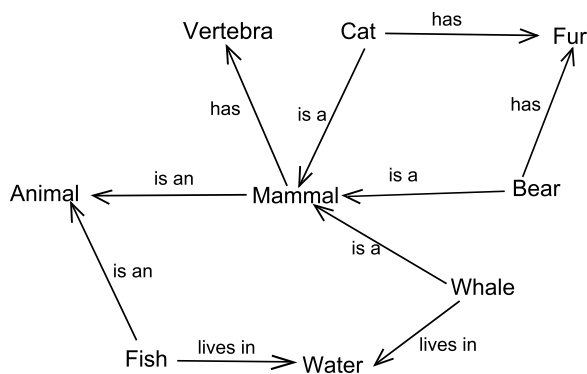 Vertebra
Cat
has
Fur
has
is a
has
is an
Mammal
is a
Bear
Animal
is a
is an
Whale
Fish
lives in
Water
lives in